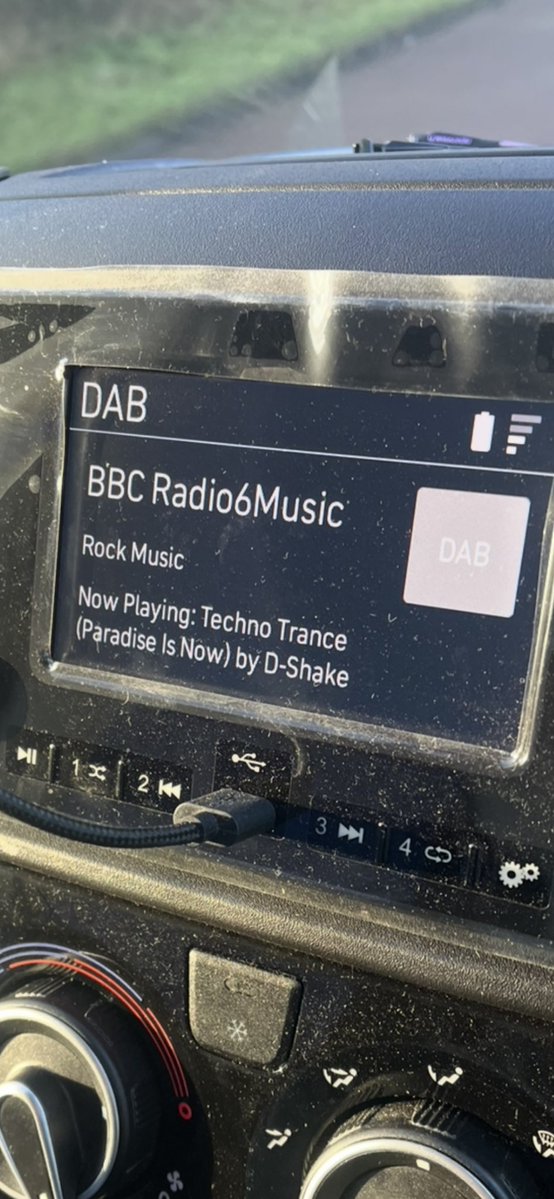 DAB
BBC Radio6Music
DAB
Rock Music
Now Playing: Techno Trance
(Paradise Is Now) by D-Shake
1
2
3
4